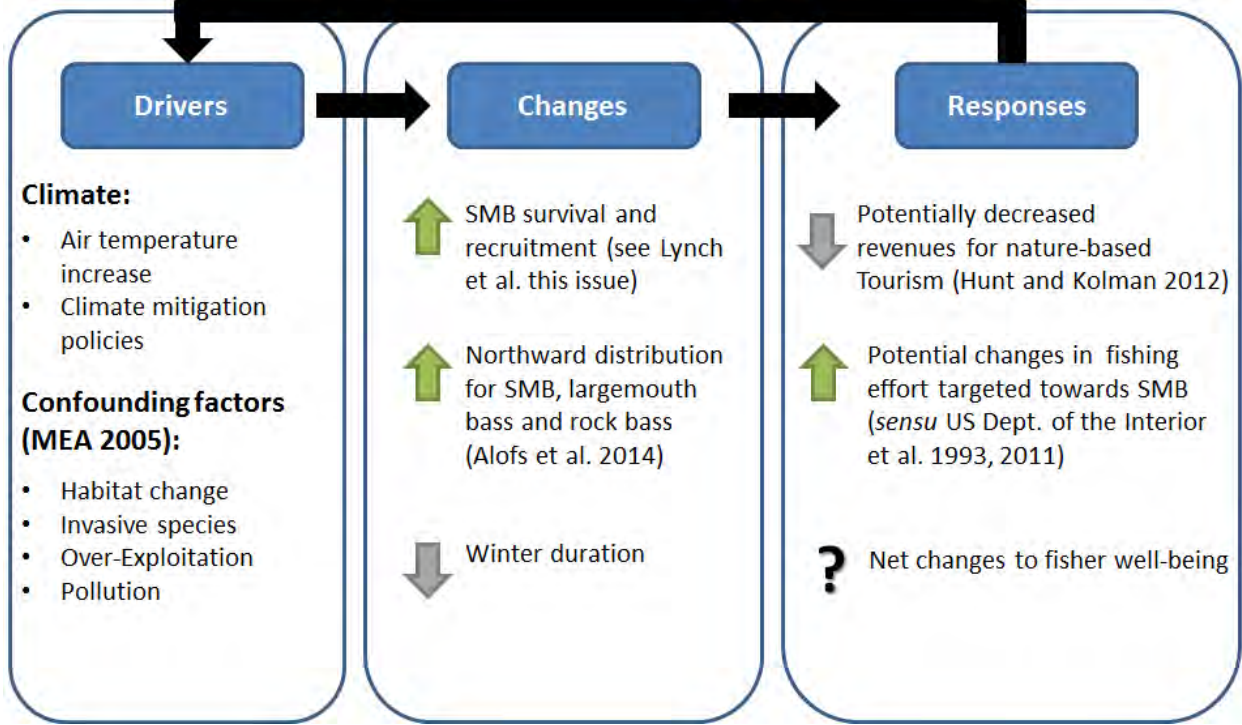 Drivers
Climate:
• Air temperature
increase
• Climate mitigation
policies
Confounding factors
(MEA 2005):
• Habitat change
• Invasive species
• Over-Exploitation
• Pollution
Changes
SMB survival and
recruitment (see Lynch
et al. this issue)
Northward distribution
for SMB, largemouth
bass and rock bass
(Alofs et al. 2014)
Winter duration
Responses
Potentially decreased
revenues for nature-based
Tourism (Hunt and Kolman 2012)
Potential changes in fishing
effort targeted towards SMB
(sensu US Dept. of the Interior
et al. 1993, 2011)
? Net changes to fisher well-being